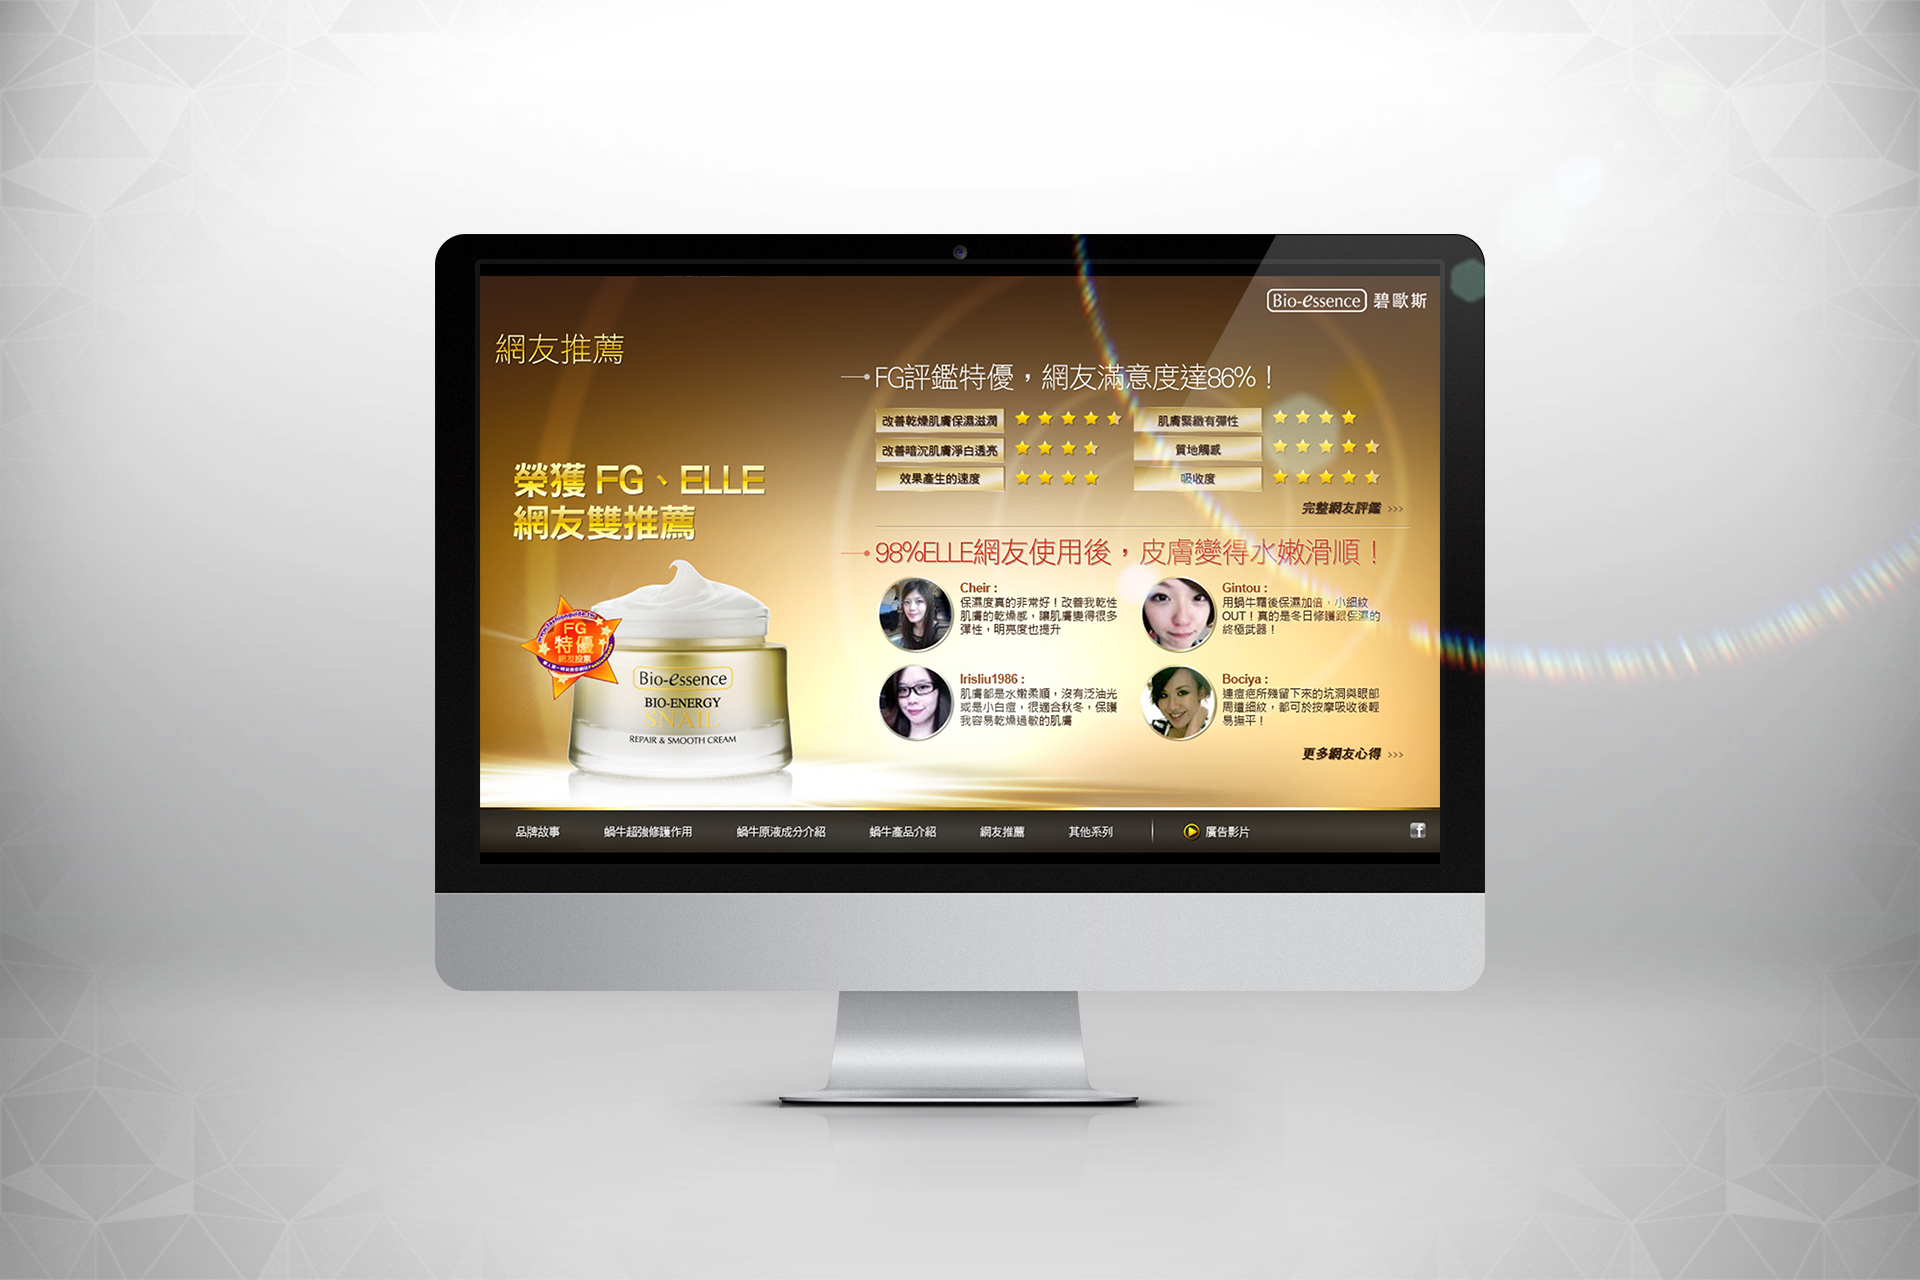 Bio-essence 碧歐斯
網友推薦
榮獲 FG、ELLE
網友雙推薦
FG
特優
網友投票
Bio-essence
BIO-ENERGY
SNAIL
REPAIR & SMOOTH CREAM
FG評鑑特優，網友滿意度達86%！
改善乾燥肌膚保濕滋潤
肌膚緊緻有彈性
改善暗沉肌膚淨白透亮
質地觸感
效果產生的速度
吸收度
完整網友評鑑 >>>
98%ELLE網友使用後，皮膚變得水嫩滑順！
Cheir :
保濕度真的非常好！改善我乾性
肌膚的乾燥感，讓肌膚變得很多
彈性，明亮度也提升
Gintou :
用蝸牛霜後保濕加倍，小細紋
OUT！真的是冬日修護跟保濕的
終極武器！
Irisliu1986 :
肌膚都是水嫩柔順，沒有泛油光
或是小白痘，很適合秋冬，保護
我容易乾燥過敏的肌膚
Bociya :
連痘疤所殘留下來的坑洞與眼部
周遭細紋，都可於按摩吸收後輕
易撫平！
更多網友心得 >>>
品牌故事 蝸牛超強修護作用 蝸牛原液成分介紹 蝸牛產品介紹 網友推薦 其他系列 廣告影片 f